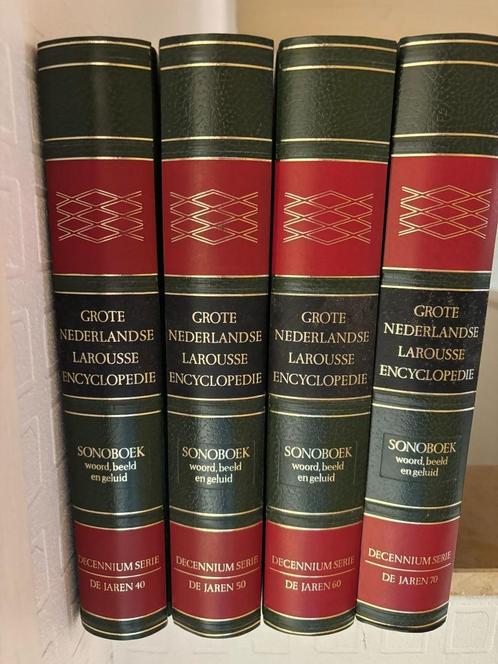 GROTE
NEDERLANDSE
LAROUSSE
ENCYCLOPEDIE
SONOBOEK
woord, beeld
en geluid
DECENNIUM SERIE
DE JAREN 40
GROTE
NEDERLANDSE
LAROUSSE
ENCYCLOPEDIE
SONOBOEK
woord, beeld
en geluid
DECENNIUM SERIE
DE JAREN 50
GROTE
NEDERLANDSE
LAROUSSE
ENCYCLOPEDIE
SONOBOEK
woord, beeld
en geluid
DECENNIUM SERIE
DE JAREN 60
GROTE
NEDERLANDSE
LAROUSSE
ENCYCLOPEDIE
SONOBOEK
woord, beeld
en geluid
DECENNIUM SERIE
DE JAREN 70